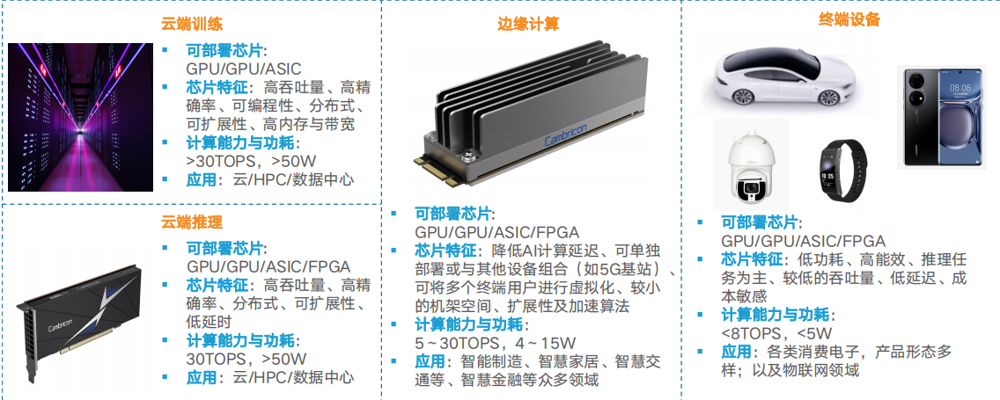 云端训练
▪ 可部署芯片:
GPU/GPU/ASIC
▪ 芯片特征：高吞吐量、高精
确率、可编程性、分布式、
可扩展性、高内存与带宽
▪ 计算能力与功耗：
>30TOPS，>50W
▪ 应用：云/HPC/数据中心
云端推理
▪ 可部署芯片:
GPU/GPU/ASIC/FPGA
▪ 芯片特征：高吞吐量、高精
确率、分布式、可扩展性、
低延时
▪ 计算能力与功耗：
30TOPS，>50W
▪ 应用：云/HPC/数据中心
Cambricon
边缘计算
Cambricon
▪ 可部署芯片:
GPU/GPU/ASIC/FPGA
▪ 芯片特征：降低AI计算延迟、可单独
部署或与其他设备组合（如5G基站）、
可将多个终端用户进行虚拟化、较小
的机架空间、扩展性及加速算法
▪ 计算能力与功耗：
5～30TOPS，4～15W
▪ 应用：智能制造、智慧家居、智慧交
通等、智慧金融等众多领域
终端设备
08:08
10:25
▪ 可部署芯片:
GPU/GPU/ASIC/FPGA
▪ 芯片特征：低功耗、高能效、推理任
务为主、较低的吞吐量、低延迟、成
本敏感
▪ 计算能力与功耗：
<8TOPS，<5W
▪ 应用：各类消费电子，产品形态多
样；以及物联网领域